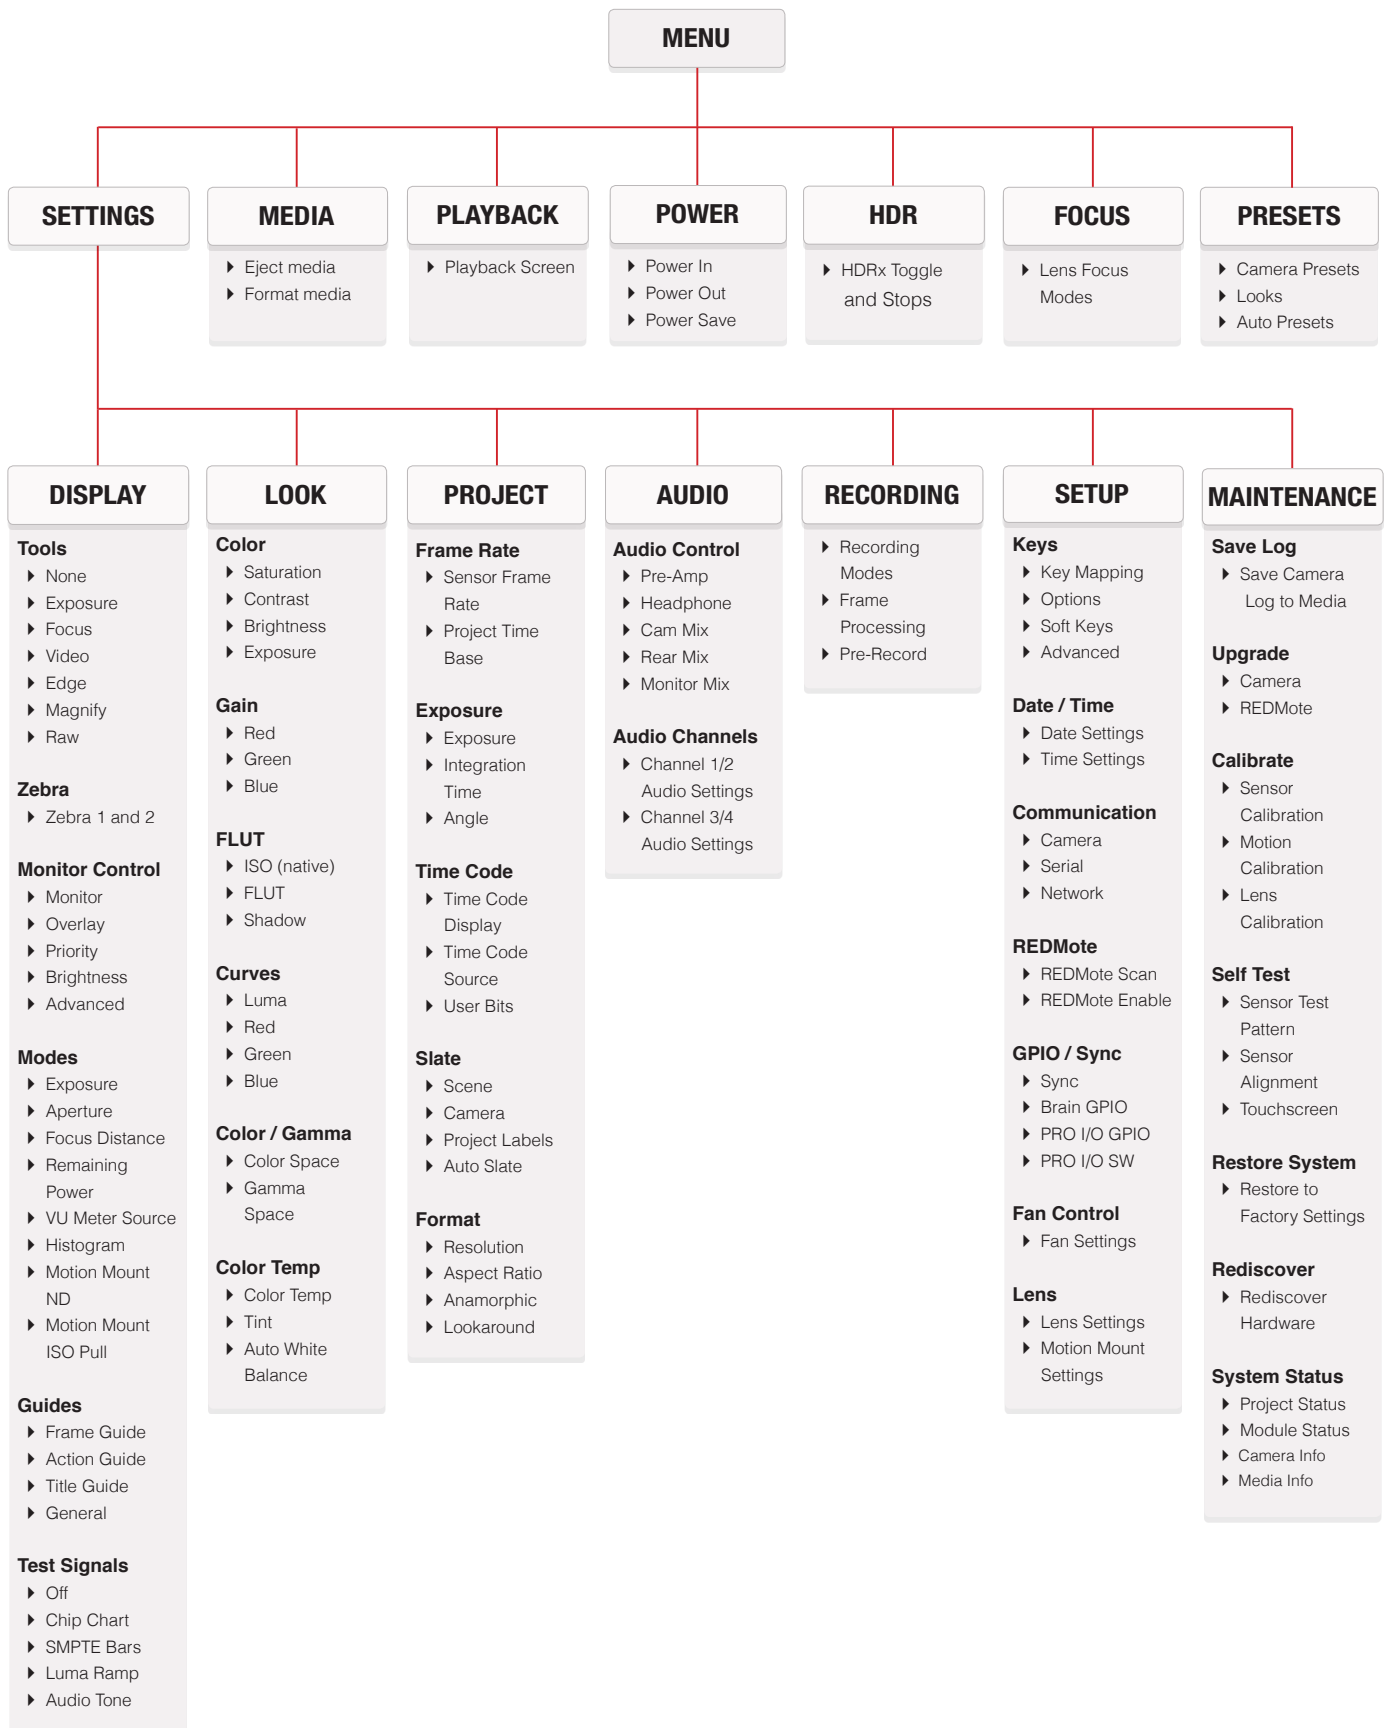 MENU
SETTINGS
MEDIA
Eject media
Format media
PLAYBACK
Playback Screen
POWER
Power In
Power Out
Power Save
HDR
HDRx Toggle
and Stops
FOCUS
Lens Focus
Modes
PRESETS
Camera Presets
Looks
Auto Presets
DISPLAY
Tools
None
Exposure
Focus
Video
Edge
Magnify
Raw
Zebra
Zebra 1 and 2
Monitor Control
Monitor
Overlay
Priority
Brightness
Advanced
Modes
Exposure
Aperture
Focus Distance
Remaining
Power
VU Meter Source
Histogram
Motion Mount
ND
Motion Mount
ISO Pull
Guides
Frame Guide
Action Guide
Title Guide
General
Test Signals
Off
Chip Chart
SMPTE Bars
Luma Ramp
Audio Tone
LOOK
Color
Saturation
Contrast
Brightness
Exposure
Gain
Red
Green
Blue
FLUT
ISO (native)
FLUT
Shadow
Curves
Luma
Red
Green
Blue
Color / Gamma
Color Space
Gamma
Space
Color Temp
Color Temp
Tint
Auto White
Balance
PROJECT
Frame Rate
Sensor Frame
Rate
Project Time
Base
Exposure
Exposure
Integration
Time
Angle
Time Code
Time Code
Display
Time Code
Source
User Bits
Slate
Scene
Camera
Project Labels
Auto Slate
Format
Resolution
Aspect Ratio
Anamorphic
Lookaround
AUDIO
Audio Control
Pre-Amp
Headphone
Cam Mix
Rear Mix
Monitor Mix
Audio Channels
Channel 1/2
Audio Settings
Channel 3/4
Audio Settings
RECORDING
Recording
Modes
Frame
Processing
Pre-Record
SETUP
Keys
Key Mapping
Options
Soft Keys
Advanced
Date / Time
Date Settings
Time Settings
Communication
Camera
Serial
Network
REDMote
REDMote Scan
REDMote Enable
GPIO / Sync
Sync
Brain GPIO
PRO I/O GPIO
PRO I/O SW
Fan Control
Fan Settings
Lens
Lens Settings
Motion Mount
Settings
MAINTENANCE
Save Log
Save Camera
Log to Media
Upgrade
Camera
REDMote
Calibrate
Sensor
Calibration
Motion
Calibration
Lens
Calibration
Self Test
Sensor Test
Pattern
Sensor
Alignment
Touchscreen
Restore System
Restore to
Factory Settings
Rediscover
Rediscover
Hardware
System Status
Project Status
Module Status
Camera Info
Media Info